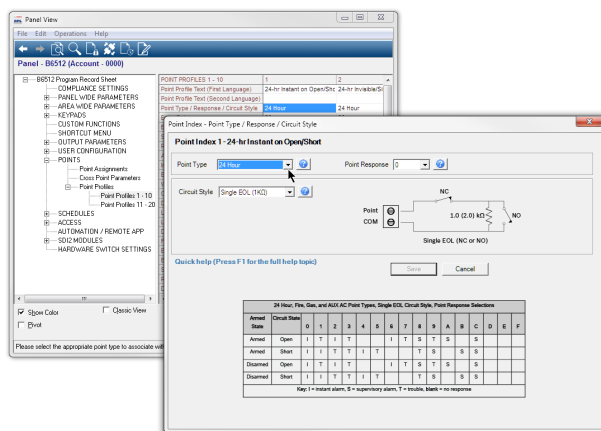 Panel View
File Edit Operations Help
Panel - B6512 (Account - 0000)
B6512 Program Record Sheet
COMPLIANCE SETTINGS
PANEL WIDE PARAMETERS
AREA WIDE PARAMETERS
KEYPADS
CUSTOM FUNCTIONS
SHORTCUT MENU
OUTPUT PARAMETERS
USER CONFIGURATION
POINTS
Point Assignments
Cross Point Parameters
Point Profiles
Point Profiles 1 - 10
Point Profiles 11 - 20
SCHEDULES
ACCESS
AUTOMATION / REMOTE APP
SDI2 MODULES
HARDWARE SWITCH SETTINGS
POINT PROFILES 1 - 10 1 2
Point Profile Text (First Language) 24-hr Instant on Open/Shc 24-hr Invisible/Si
Point Profile Text (Second Language)
Point Type / Response / Circuit Style 24 Hour 24 Hour
Show Color Classic View
Pivot
Please select the appropriate point type to associate wit
Point Index - Point Type / Response / Circuit Style
Point Index 1 - 24-hr Instant on Open/Short
Point Type 24 Hour Point Response 0
Circuit Style Single EOL (1KΩ)
NC
Point
COM
1.0 (2.0) kΩ
NO
Single EOL (NC or NO)
Quick help (Press F1 for the full help topic)
Save Cancel
24 Hour, Fire, Gas, and AUX AC Point Types, Single EOL Circuit Style, Point Response Selections
Armed State Circuit State 0 1 2 3 4 5 6 7 8 9 A B C D E F
Armed Open I T I T I T S T S S
Armed Short I I T T I T T S S
Disarmed Open I T I T I T S T S S
Disarmed Short I I T T I T T S S S
Key: I = instant alarm, S = supervisory alarm, T = trouble, blank = no response